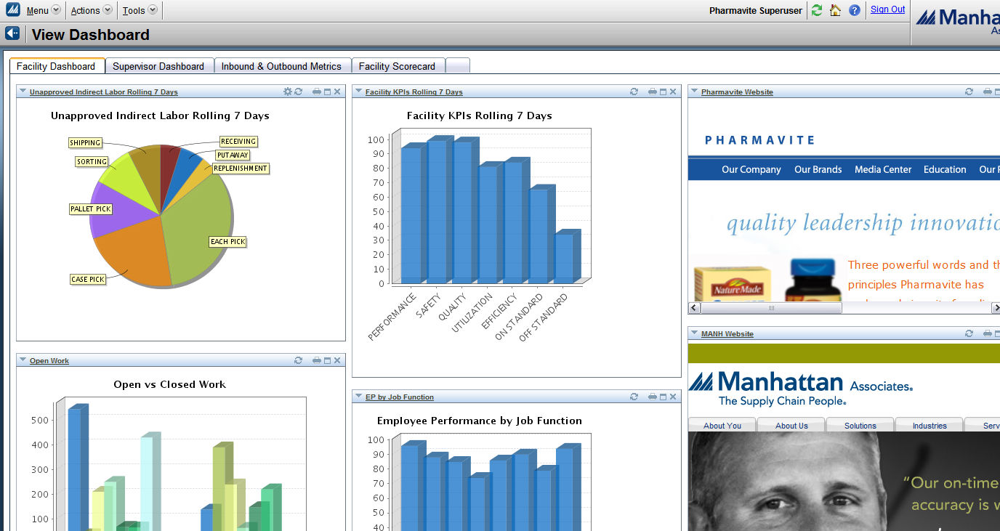 Menu Actions Tools Pharmavite Superuser Sign Out
Manha
As
View Dashboard
Facility Dashboard Supervisor Dashboard Inbound & Outbound Metrics Facility Scorecard
Unapproved Indirect Labor Rolling 7 Days
Unapproved Indirect Labor Rolling 7 Days
SHIPPING
RECEIVING
PUTAWAY
SORTING
REPLENISHMENT
PALLET PICK
EACH PICK
CASE PICK
Open Work
Open vs Closed Work
500
400
300
200
100
Facility KPIs Rolling 7 Days
Facility KPIs Rolling 7 Days
100
90
80
70
60
50
40
30
20
10
0
PERFORMANCE
SAFETY
QUALITY
UTILIZATION
EFFICIENCY
ON STANDARD
OFF STANDARD
EP by Job Function
Employee Performance by Job Function
100
90
80
70
60
50
40
Pharmavite Website
PHARMAVITE
Our Company Our Brands Media Center Education Our
quality leadership innovatio
NatureMade
Three powerful words and th
principles Pharmavite has
MANH Website
Manhattan Associates.
The Supply Chain People.
About You About Us Solutions Industries Serv
“Our on-time
accuracy is